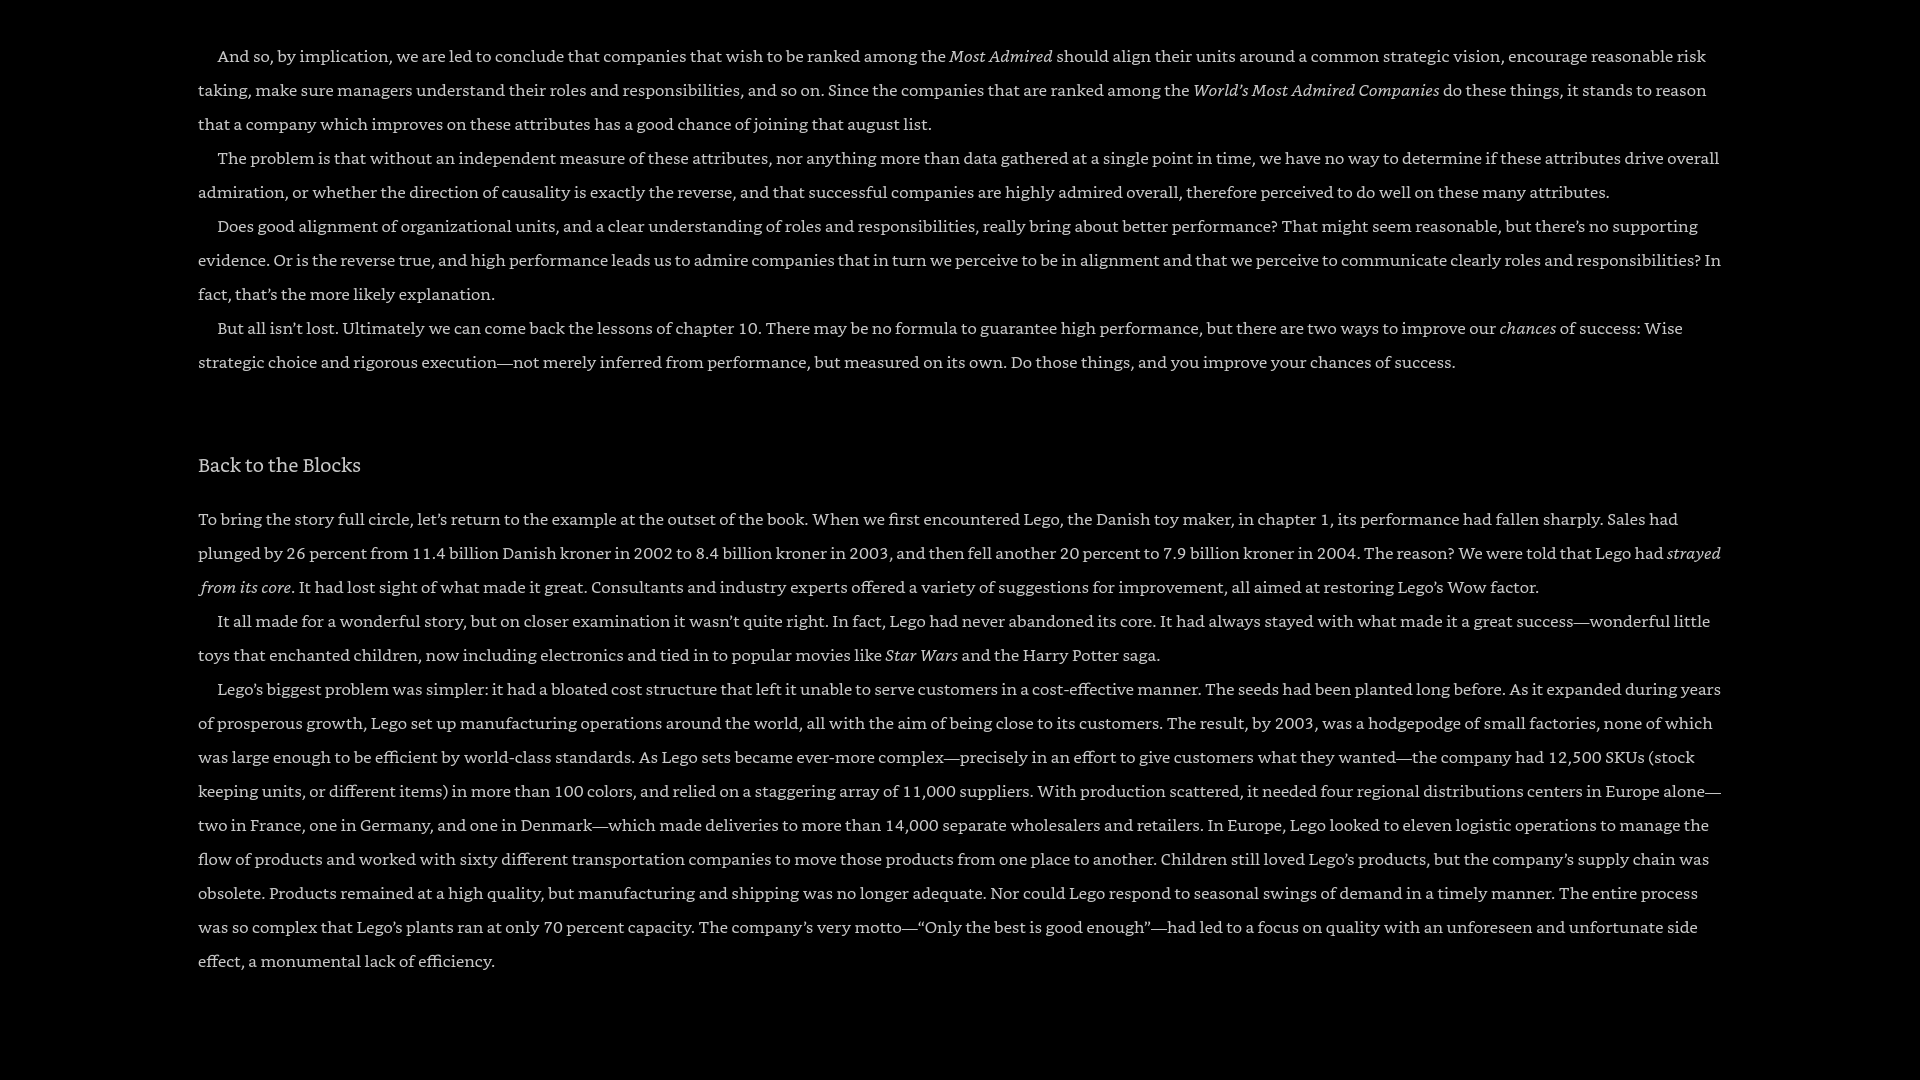 And so, by implication, we are led to conclude that companies that wish to be ranked among the Most Admired should align their units around a common strategic vision, encourage reasonable risk
taking, make sure managers understand their roles and responsibilities, and so on. Since the companies that are ranked among the World’s Most Admired Companies do these things, it stands to reason
that a company which improves on these attributes has a good chance of joining that august list.
The problem is that without an independent measure of these attributes, nor anything more than data gathered at a single point in time, we have no way to determine if these attributes drive overall
admiration, or whether the direction of causality is exactly the reverse, and that successful companies are highly admired overall, therefore perceived to do well on these many attributes.
Does good alignment of organizational units, and a clear understanding of roles and responsibilities, really bring about better performance? That might seem reasonable, but there’s no supporting
evidence. Or is the reverse true, and high performance leads us to admire companies that in turn we perceive to be in alignment and that we perceive to communicate clearly roles and responsibilities? In
fact, that’s the more likely explanation.
But all isn’t lost. Ultimately we can come back the lessons of chapter 10. There may be no formula to guarantee high performance, but there are two ways to improve our chances of success: Wise
strategic choice and rigorous execution—not merely inferred from performance, but measured on its own. Do those things, and you improve your chances of success.
Back to the Blocks
To bring the story full circle, let’s return to the example at the outset of the book. When we first encountered Lego, the Danish toy maker, in chapter 1, its performance had fallen sharply. Sales had
plunged by 26 percent from 11.4 billion Danish kroner in 2002 to 8.4 billion kroner in 2003, and then fell another 20 percent to 7.9 billion kroner in 2004. The reason? We were told that Lego had strayed
from its core. It had lost sight of what made it great. Consultants and industry experts offered a variety of suggestions for improvement, all aimed at restoring Lego’s Wow factor.
It all made for a wonderful story, but on closer examination it wasn’t quite right. In fact, Lego had never abandoned its core. It had always stayed with what made it a great success—wonderful little
toys that enchanted children, now including electronics and tied in to popular movies like Star Wars and the Harry Potter saga.
Lego’s biggest problem was simpler: it had a bloated cost structure that left it unable to serve customers in a cost-effective manner. The seeds had been planted long before. As it expanded during years
of prosperous growth, Lego set up manufacturing operations around the world, all with the aim of being close to its customers. The result, by 2003, was a hodgepodge of small factories, none of which
was large enough to be efficient by world-class standards. As Lego sets became ever-more complex—precisely in an effort to give customers what they wanted—the company had 12,500 SKUs (stock
keeping units, or different items) in more than 100 colors, and relied on a staggering array of 11,000 suppliers. With production scattered, it needed four regional distributions centers in Europe alone—
two in France, one in Germany, and one in Denmark—which made deliveries to more than 14,000 separate wholesalers and retailers. In Europe, Lego looked to eleven logistic operations to manage the
flow of products and worked with sixty different transportation companies to move those products from one place to another. Children still loved Lego’s products, but the company’s supply chain was
obsolete. Products remained at a high quality, but manufacturing and shipping was no longer adequate. Nor could Lego respond to seasonal swings of demand in a timely manner. The entire process
was so complex that Lego’s plants ran at only 70 percent capacity. The company’s very motto—“Only the best is good enough”—had led to a focus on quality with an unforeseen and unfortunate side
effect, a monumental lack of efficiency.